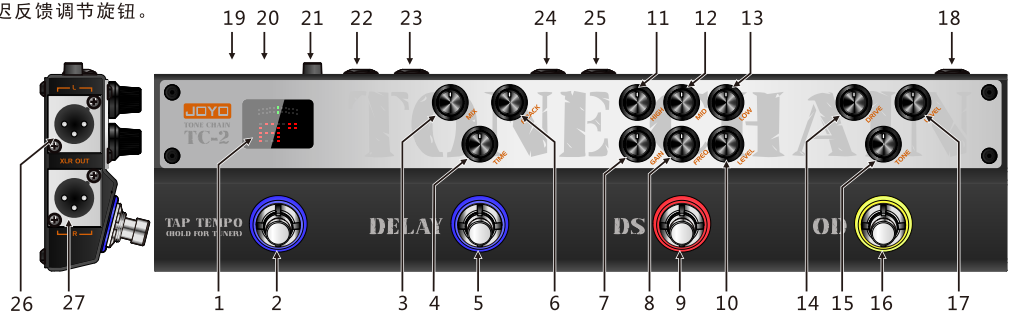 迟反馈调节旋钮。
19 20 21 22 23 24 25 11 12 13 18
L
XLR OUT
R
JOYO
TONE CHAIN
TC-2
TONE CHAIN
MIX
F.BACK
TIME
HIGH
MID
LOW
GAIN
FREQ
LEVEL
DRIVE
LEVEL
TONE
TAP TEMPO
(HOLD FOR TUNER)
DELAY
DS
OD
26 27 1 2 3 4 5 6 7 8 9 10 14 15 16 17